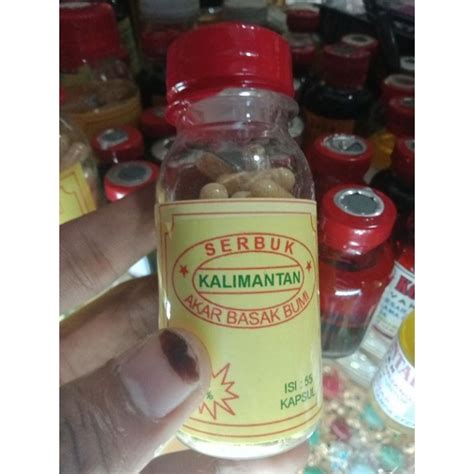 SERBUK
KALIMANTAN
AKAR BASAK BUMI
%
ISI : 55
KAPSUL